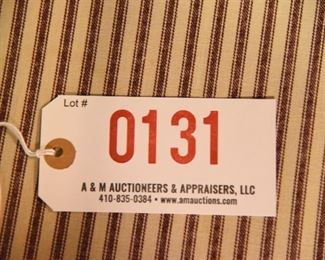 Lot #
0131
A & M AUCTIONEERS & APPRAISERS, LLC
410-835-0384 • www.amauctions.com